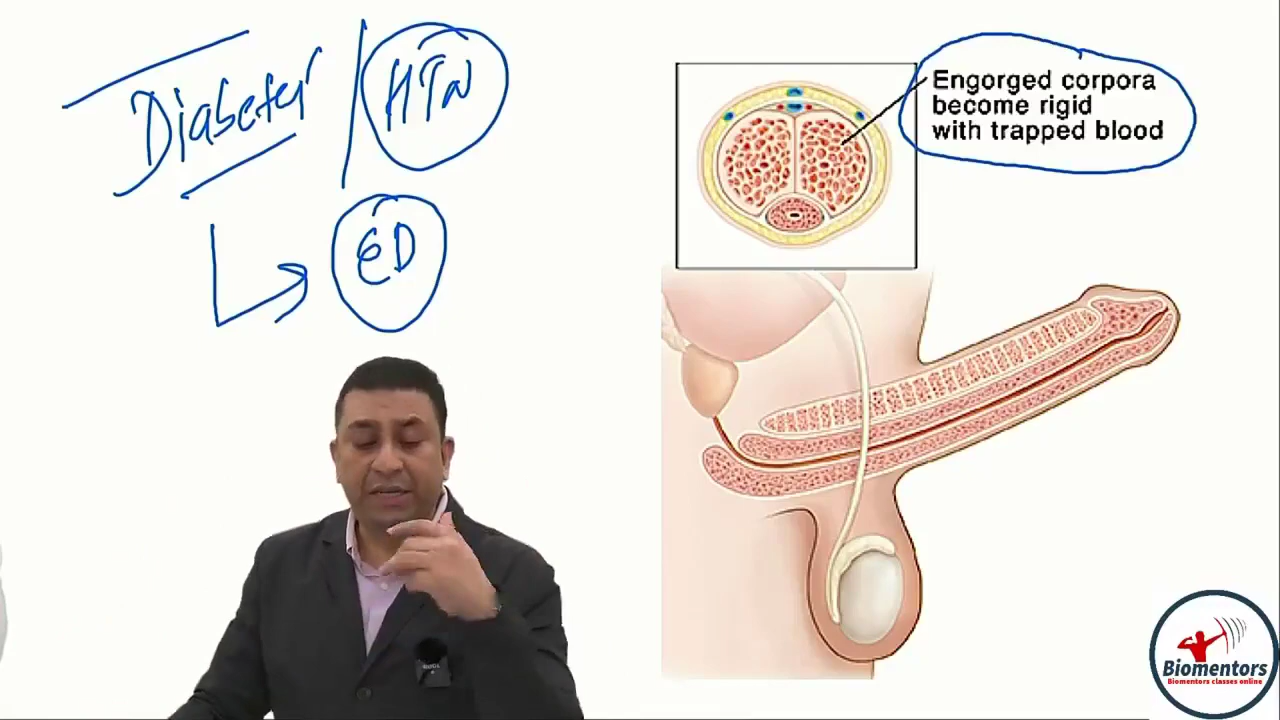 Diabetes
HTN
ED
Engorged corpora
become rigid
with trapped blood
Biomentors
Biomentors classes online